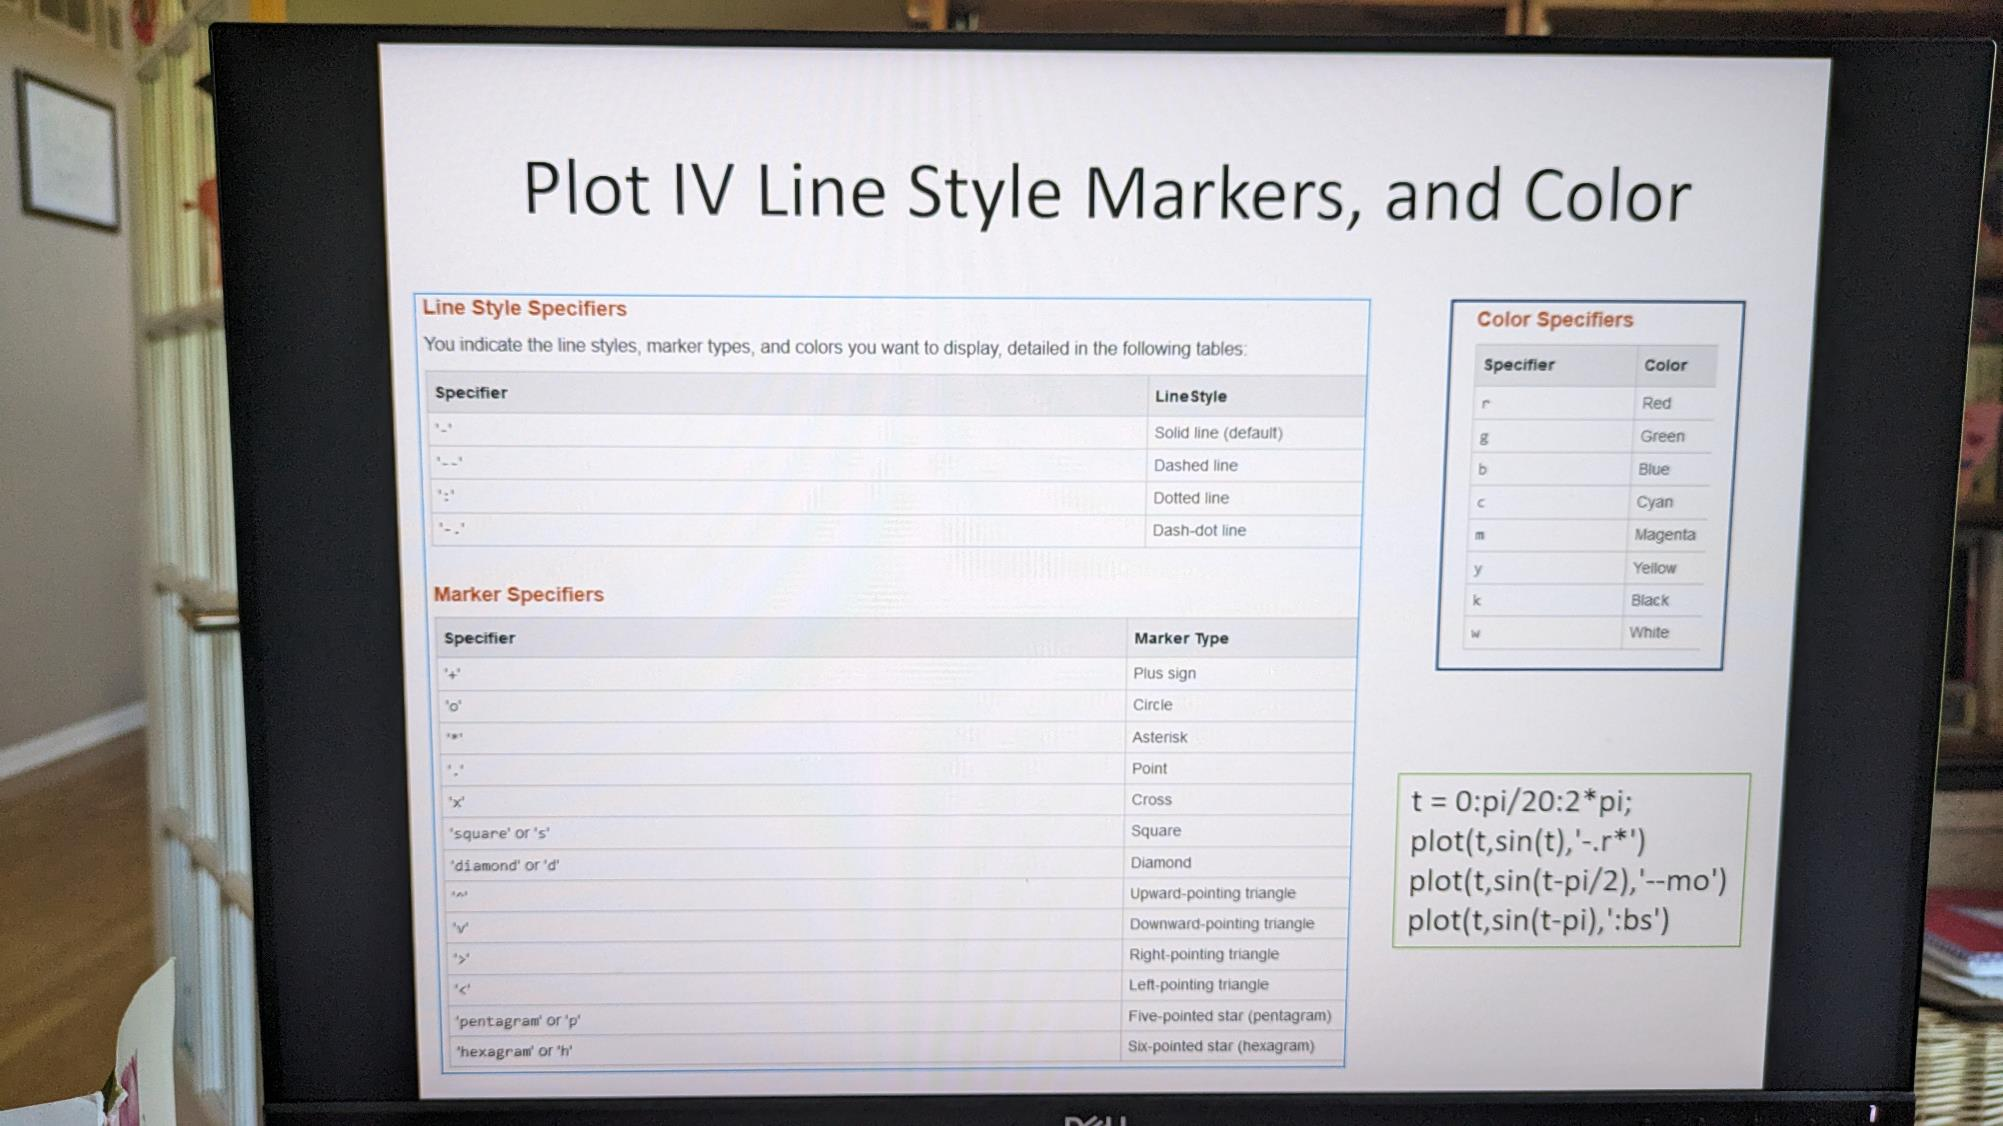 Plot IV Line Style Markers, and Color
Line Style Specifiers
You indicate the line styles, marker types, and colors you want to display, detailed in the following tables:
Specifier LineStyle
'-' Solid line (default)
'--' Dashed line
':' Dotted line
'-.' Dash-dot line
Marker Specifiers
Specifier Marker Type
'+' Plus sign
'o' Circle
'*' Asterisk
'.' Point
'x' Cross
'square' or 's' Square
'diamond' or 'd' Diamond
'^' Upward-pointing triangle
'v' Downward-pointing triangle
'>' Right-pointing triangle
'<' Left-pointing triangle
'pentagram' or 'p' Five-pointed star (pentagram)
'hexagram' or 'h' Six-pointed star (hexagram)
Color Specifiers
Specifier Color
r Red
g Green
b Blue
c Cyan
m Magenta
y Yellow
k Black
w White
t = 0:pi/20:2*pi;
plot(t,sin(t),'-.r*')
plot(t,sin(t-pi/2),'--mo')
plot(t,sin(t-pi),':bs')
DELL